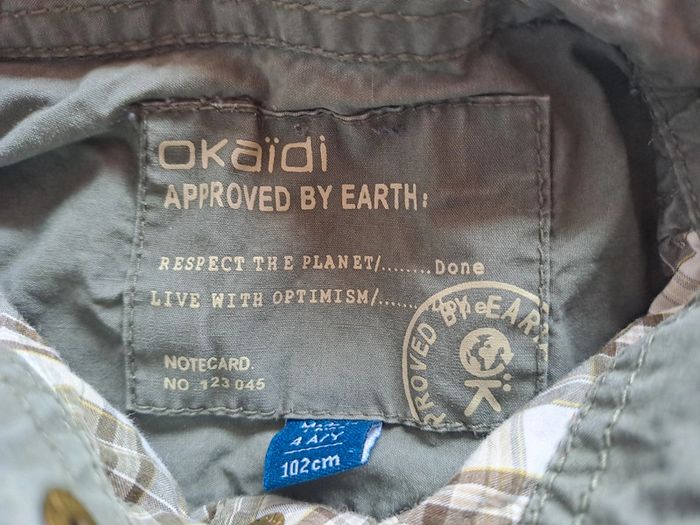 OKaïdi
APPROVED BY EARTH:
RESPECT THE PLANET/........Done
LIVE WITH OPTIMISM/.......
PROVED BY EAR
OK
NOTECARD.
NO 123 045
4 A/Y
102cm